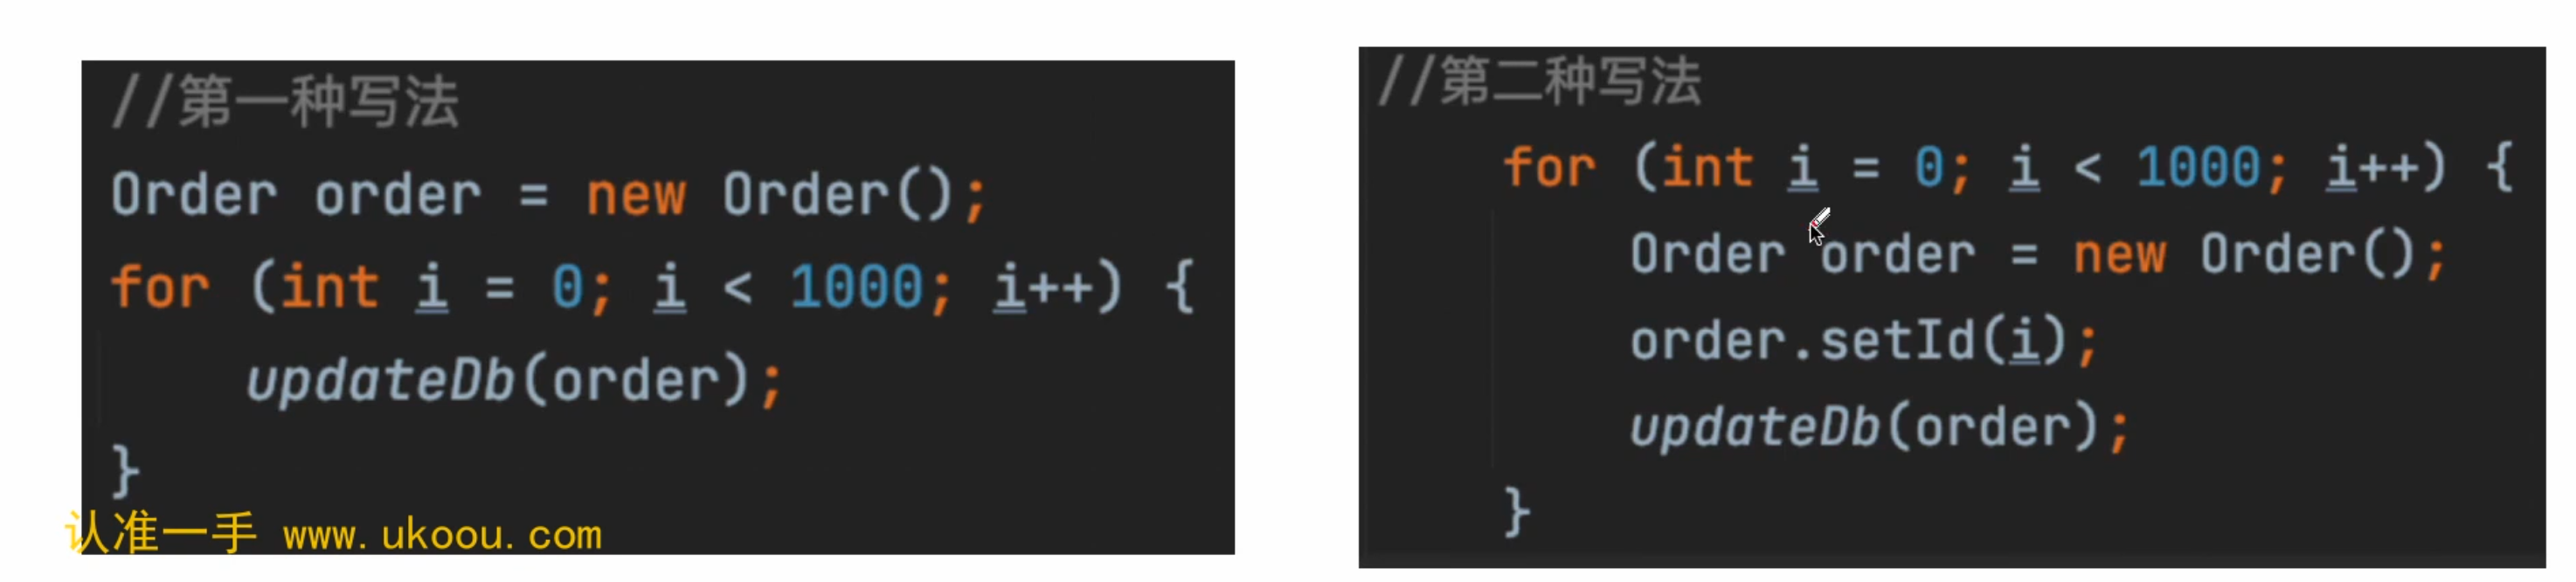 //第一种写法
Order order = new Order();
for (int i = 0; i < 1000; i++) {
updateDb(order);
}
认准一手 www.ukoou.com
//第二种写法
for (int i = 0; i < 1000; i++) {
Order order = new Order();
order.setId(i);
updateDb(order);
}